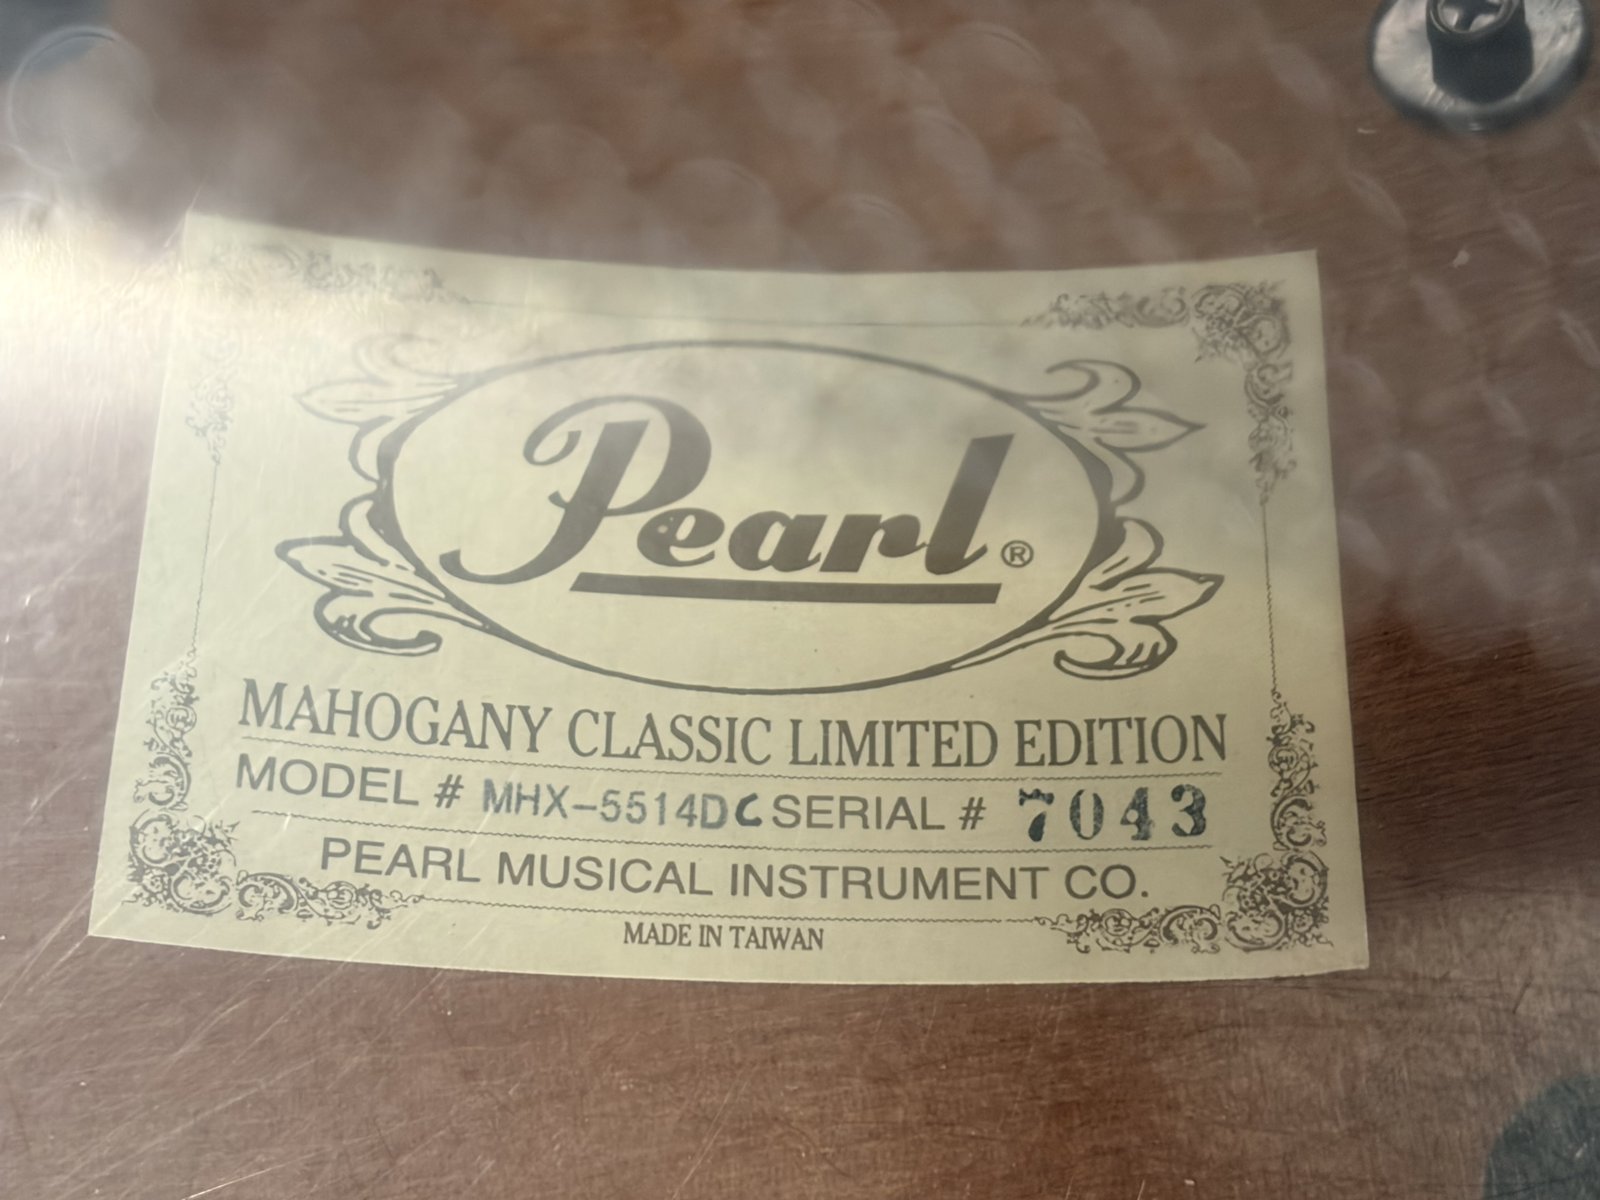 Pearl®
MAHOGANY CLASSIC LIMITED EDITION
MODEL # MHX-5514DC SERIAL # 7043
PEARL MUSICAL INSTRUMENT CO.
MADE IN TAIWAN